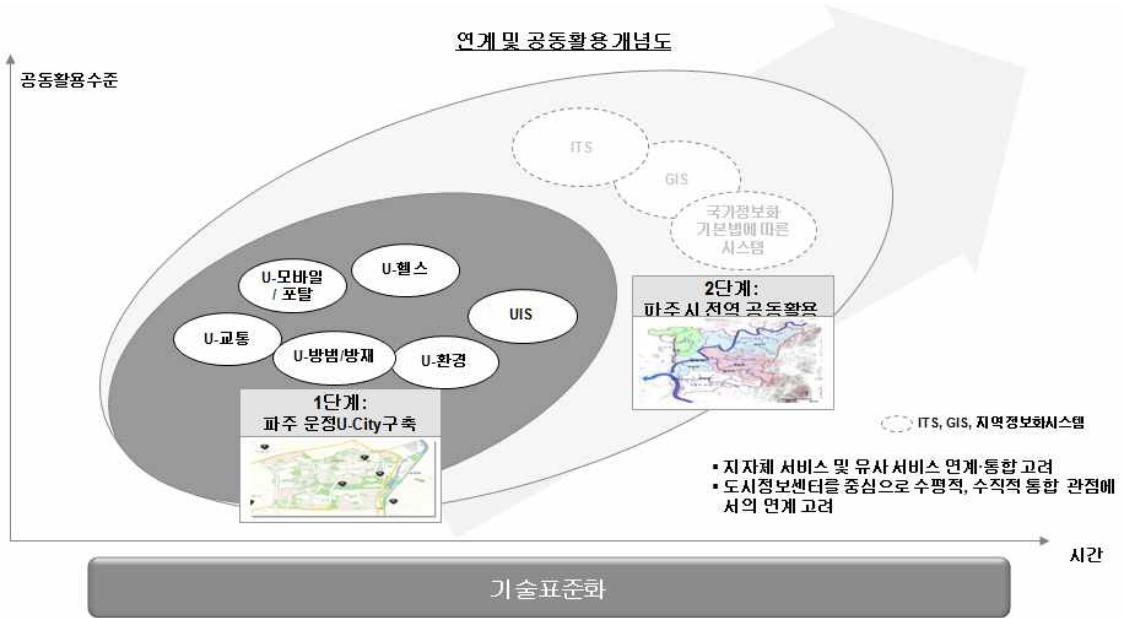 연계 및 공동활용 개념도
공동활용수준
ITS
GIS
국가정보화
기본법에 따른
시스템
U-모바일
/ 포탈
U-헬스
UIS
U-교통
U-방범/방재
U-환경
2단계:
파주시 전역 공동활용
1단계:
파주 운정U-City구축
ITS, GIS, 지역정보화시스템
▪ 지자체 서비스 및 유사 서비스 연계·통합 고려
▪ 도시정보센터를 중심으로 수평적, 수직적 통합 관점에
서의 연계 고려
시간
기술표준화